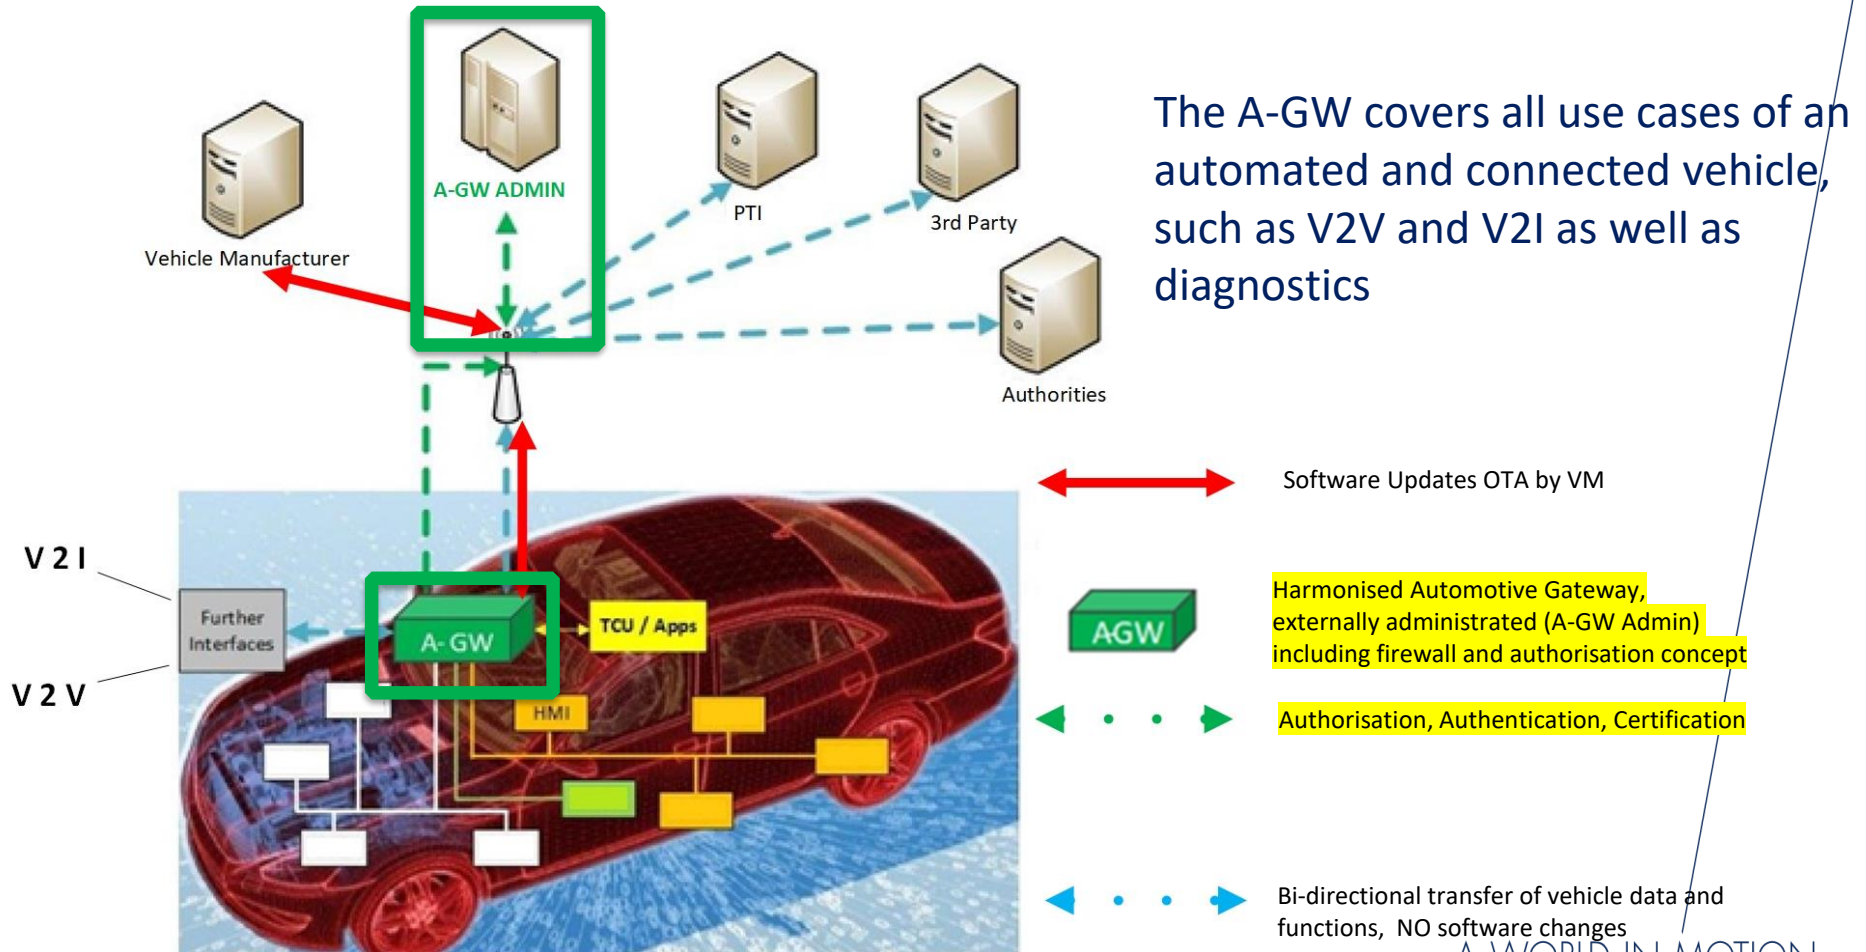 A-GW ADMIN
Vehicle Manufacturer
PTI
3rd Party
Authorities
The A-GW covers all use cases of an
automated and connected vehicle,
such as V2V and V2I as well as
diagnostics
Software Updates OTA by VM
V 2 I
Further
Interfaces
V 2 V
A- GW
TCU / Apps
HMI
AGW
Harmonised Automotive Gateway,
externally administrated (A-GW Admin)
including firewall and authorisation concept
Authorisation, Authentication, Certification
Bi-directional transfer of vehicle data and
functions, NO software changes
A WORLD IN MOTION